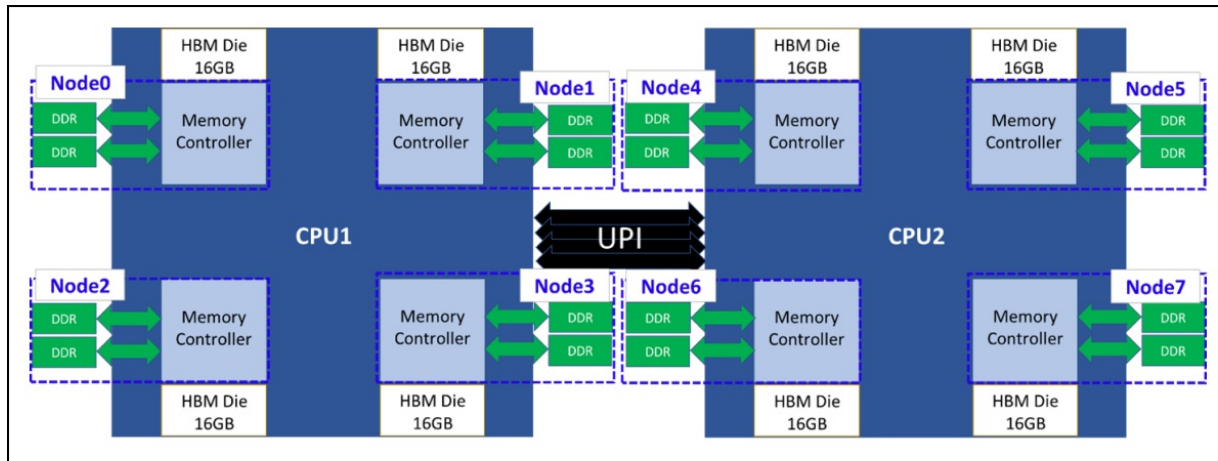 HBM Die
16GB
HBM Die
16GB
HBM Die
16GB
HBM Die
16GB
Node0
DDR
DDR
Memory
Controller
Memory
Controller
Node1
DDR
DDR
Node4
DDR
DDR
Memory
Controller
Memory
Controller
Node5
DDR
DDR
CPU1
UPI
CPU2
Node2
DDR
DDR
Memory
Controller
Memory
Controller
Node3
DDR
DDR
Node6
DDR
DDR
Memory
Controller
Memory
Controller
Node7
DDR
DDR
HBM Die
16GB
HBM Die
16GB
HBM Die
16GB
HBM Die
16GB